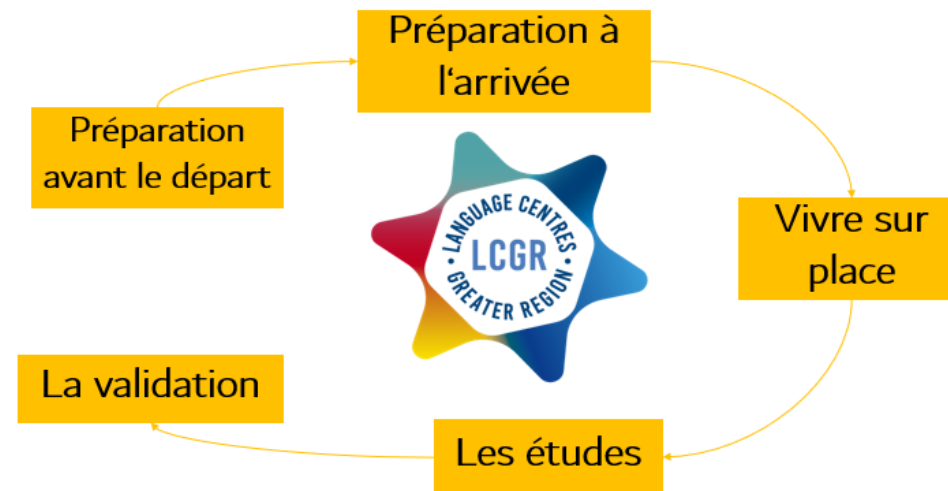 Préparation à
l‘arrivée
Préparation
avant le départ
LANGUAGE CENTRES
LCGR
GREATER REGION
Vivre sur
place
La validation
Les études